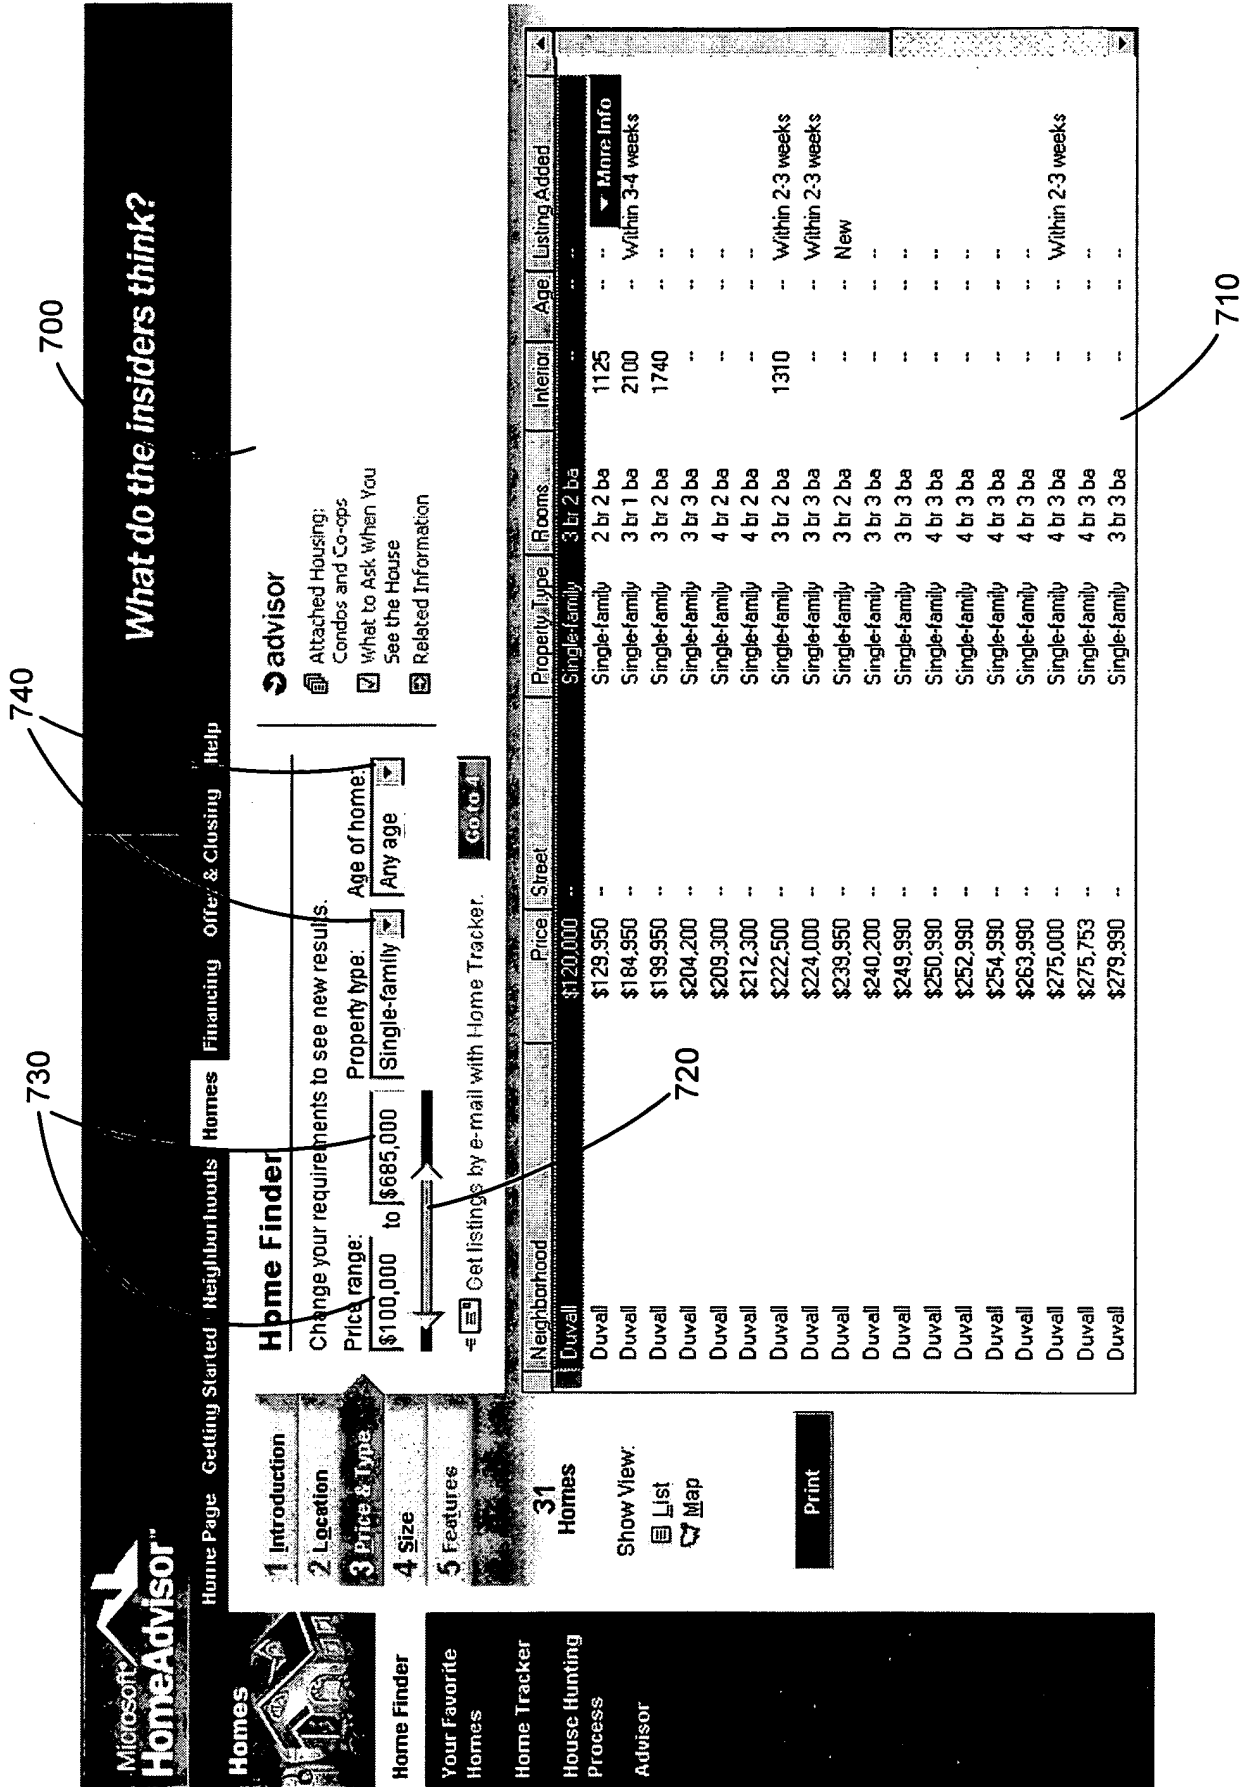 700
740
730
Microsoft
HomeAdvisor™
What do the insiders think?
Home Page Getting Started Neighborhoods Homes Financing Offer & Closing Help
Homes
Home Finder
Your Favorite
Homes
Home Tracker
House Hunting
Process
Advisor
1 Introduction
2 Location
3 Price & Type
4 Size
5 Features
Home Finder
Change your requirements to see new results.
Price range: Property type: Age of home:
$100,000 to $685,000 Single-family Any age
Get listings by e-mail with Home Tracker.
Go to 4
advisor
Attached Housing:
Condos and Co-ops
What to Ask When You
See the House
Related Information
31
Homes
Show View:
List
Map
Print
Neighborhood Price Street Property Type Rooms Interior Age Listing Added
Duvall $120,000 -- Single-family 3 br 2 ba -- -- --
More Info
Duvall $129,950 -- Single-family 2 br 2 ba 1125 -- --
Duvall $184,950 -- Single-family 3 br 1 ba 2100 -- Within 3-4 weeks
Duvall $199,950 -- Single-family 3 br 2 ba 1740 -- --
Duvall $204,200 -- Single-family 3 br 3 ba -- -- --
Duvall $209,300 -- Single-family 4 br 2 ba -- -- --
Duvall $212,300 -- Single-family 4 br 2 ba -- -- --
Duvall $222,500 -- Single-family 3 br 2 ba 1310 -- Within 2-3 weeks
Duvall $224,000 -- Single-family 3 br 3 ba -- -- Within 2-3 weeks
Duvall $239,950 -- Single-family 3 br 2 ba -- -- New
Duvall $240,200 -- Single-family 3 br 3 ba -- -- --
Duvall $249,990 -- Single-family 3 br 3 ba -- -- --
Duvall $250,990 -- Single-family 4 br 3 ba -- -- --
Duvall $252,990 -- Single-family 4 br 3 ba -- -- --
Duvall $254,990 -- Single-family 4 br 3 ba -- -- --
Duvall $263,990 -- Single-family 4 br 3 ba -- -- --
Duvall $275,000 -- Single-family 4 br 3 ba -- -- Within 2-3 weeks
Duvall $275,753 -- Single-family 4 br 3 ba -- -- --
Duvall $279,990 -- Single-family 3 br 3 ba -- -- --
720
710